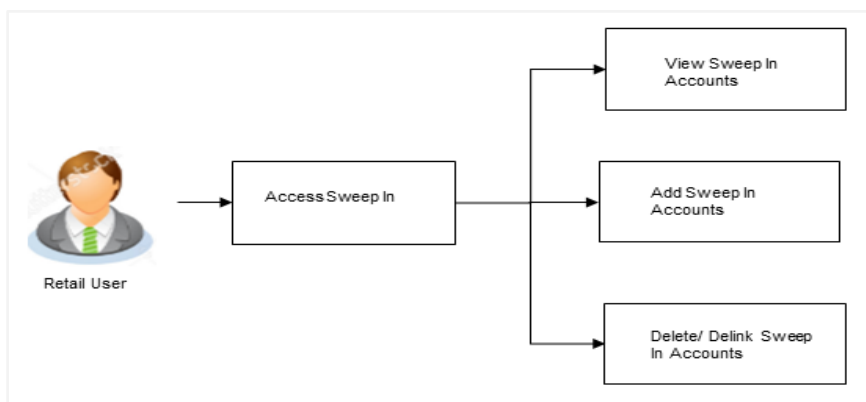 View Sweep In
Accounts
Access Sweep In
Add Sweep In
Accounts
Retail User
Delete/ Delink Sweep
In Accounts